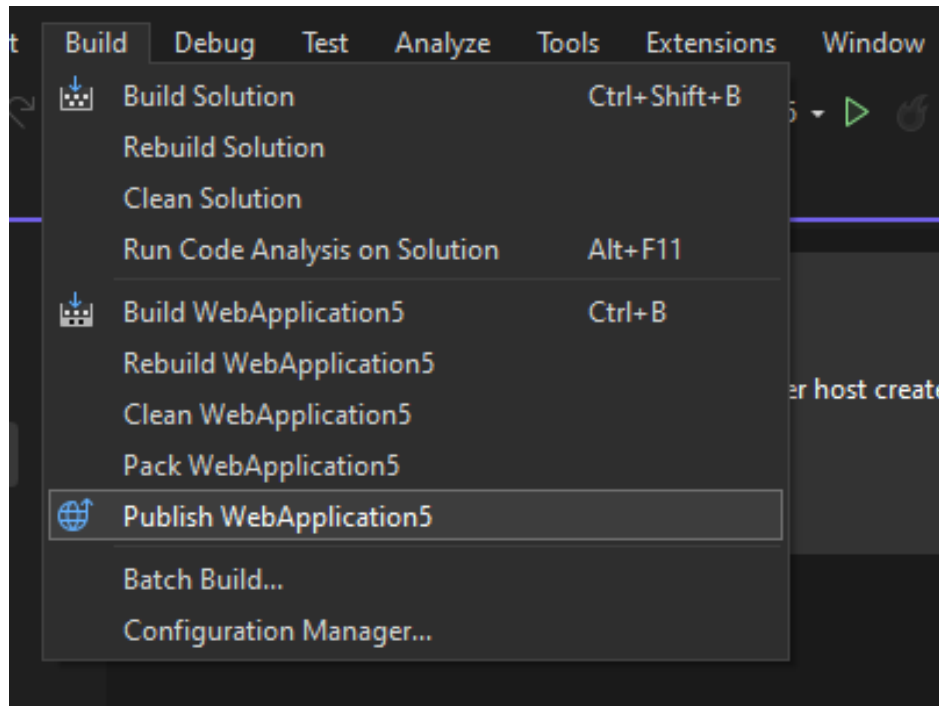 t Build Debug Test Analyze Tools Extensions Window
Build Solution Ctrl+Shift+B
Rebuild Solution
Clean Solution
Run Code Analysis on Solution Alt+F11
Build WebApplication5 Ctrl+B
Rebuild WebApplication5
er host create
Clean WebApplication5
Pack WebApplication5
Publish WebApplication5
Batch Build...
Configuration Manager...